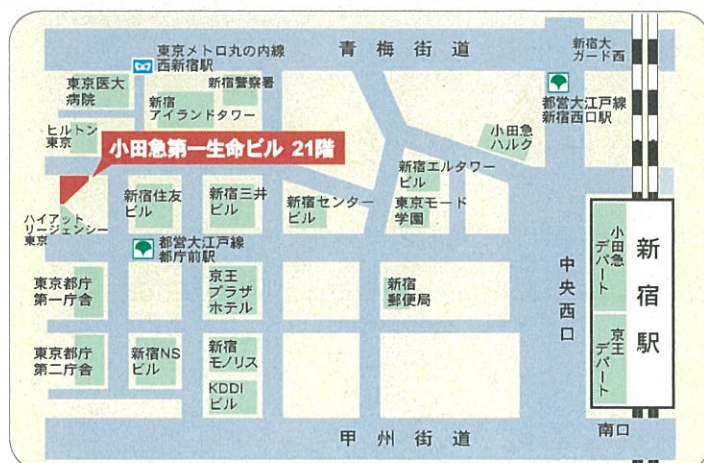 東京メトロ丸の内線
西新宿駅
青梅街道
新宿大
ガード西
東京医大
病院
新宿警察署
新宿
アイランドタワー
都営大江戸線
新宿西口駅
ヒルトン
東京
小田急
ハルク
小田急第一生命ビル 21階
新宿エルタワー
ビル
ハイアット
リージェンシー
東京
新宿住友
ビル
新宿三井
ビル
新宿センター
ビル
東京モード
学園
都営大江戸線
都庁前駅
小田急
デパート
新宿駅
中央西口
東京都庁
第一庁舎
京王
プラザ
ホテル
新宿
郵便局
東京都庁
第二庁舎
新宿NS
ビル
新宿
モノリス
KDDI
ビル
京王
デパート
甲州街道
南口